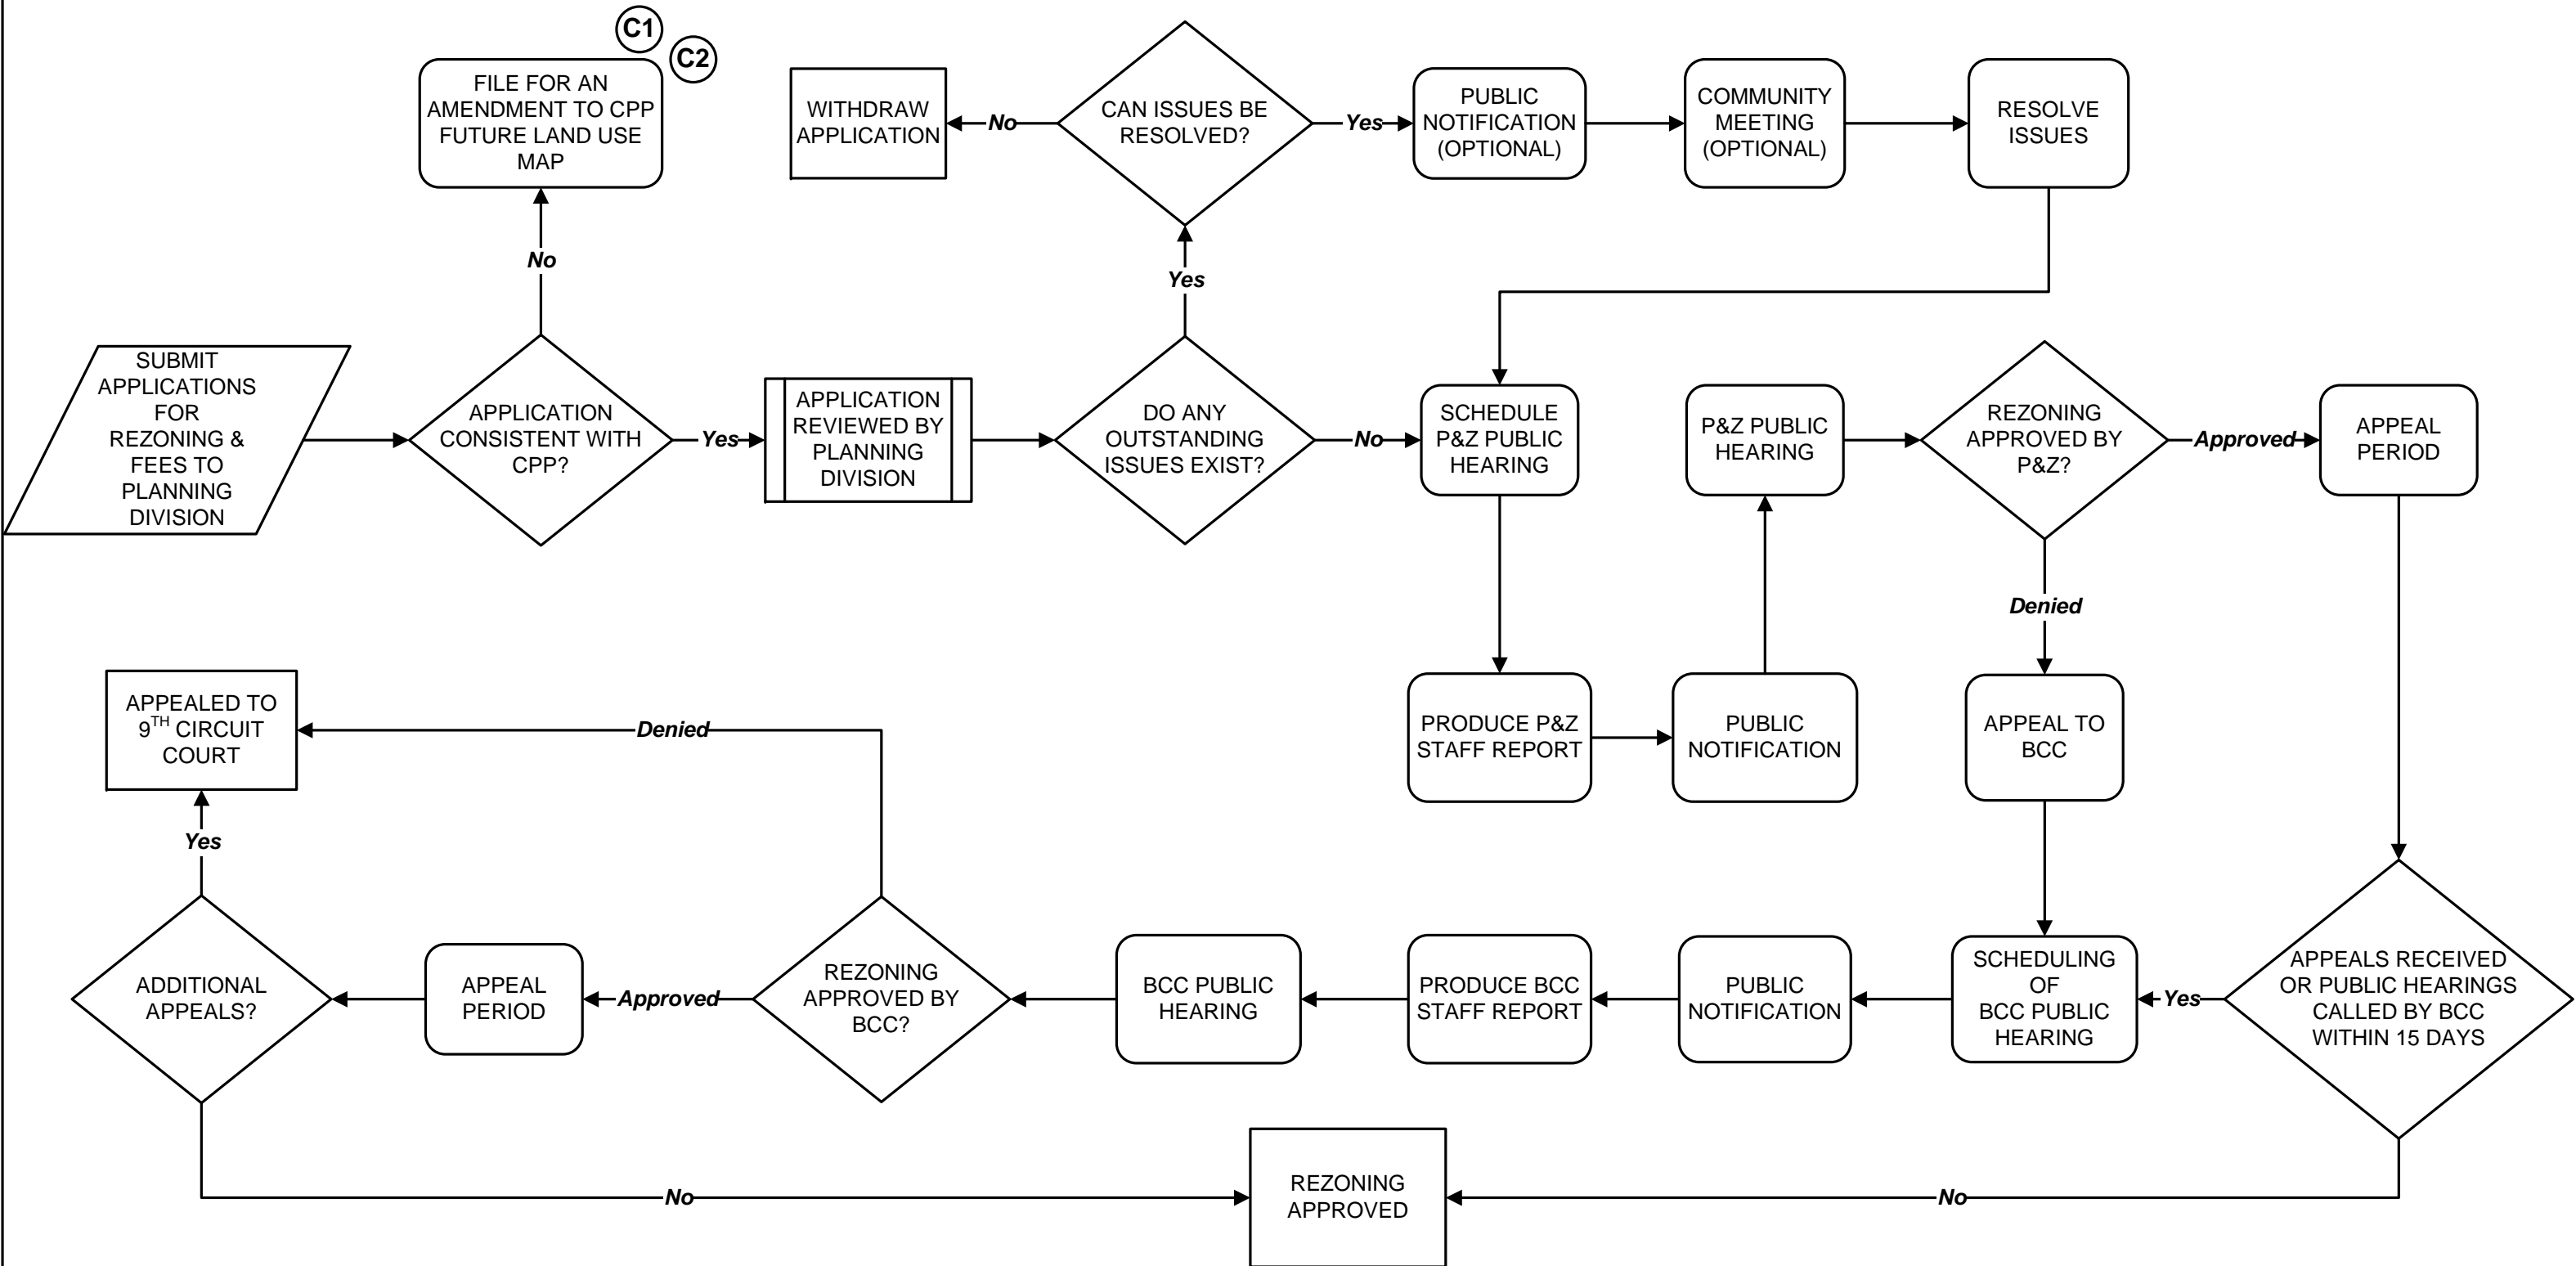 C1
C2
FILE FOR AN
AMENDMENT TO CPP
FUTURE LAND USE
MAP
WITHDRAW
APPLICATION
No
CAN ISSUES BE
RESOLVED?
Yes
PUBLIC
NOTIFICATION
(OPTIONAL)
COMMUNITY
MEETING
(OPTIONAL)
RESOLVE
ISSUES
No
Yes
SUBMIT
APPLICATIONS
FOR
REZONING &
FEES TO
PLANNING
DIVISION
APPLICATION
CONSISTENT WITH
CPP?
Yes
APPLICATION
REVIEWED BY
PLANNING
DIVISION
DO ANY
OUTSTANDING
ISSUES EXIST?
No
SCHEDULE
P&Z PUBLIC
HEARING
P&Z PUBLIC
HEARING
REZONING
APPROVED BY
P&Z?
Approved
APPEAL
PERIOD
Denied
APPEALED TO
9TH CIRCUIT
COURT
Denied
PRODUCE P&Z
STAFF REPORT
PUBLIC
NOTIFICATION
APPEAL TO
BCC
Yes
ADDITIONAL
APPEALS?
APPEAL
PERIOD
Approved
REZONING
APPROVED BY
BCC?
BCC PUBLIC
HEARING
PRODUCE BCC
STAFF REPORT
PUBLIC
NOTIFICATION
SCHEDULING
OF
BCC PUBLIC
HEARING
Yes
APPEALS RECEIVED
OR PUBLIC HEARINGS
CALLED BY BCC
WITHIN 15 DAYS
No
REZONING
APPROVED
No